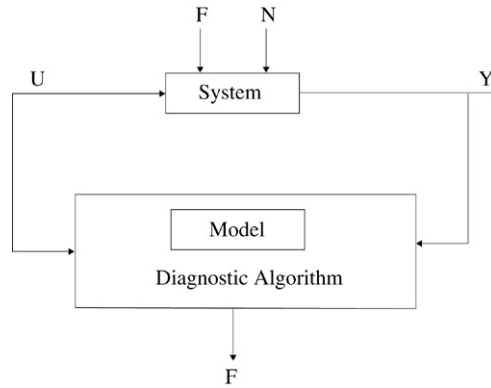 F N
U
Y
System
Model
Diagnostic Algorithm
F